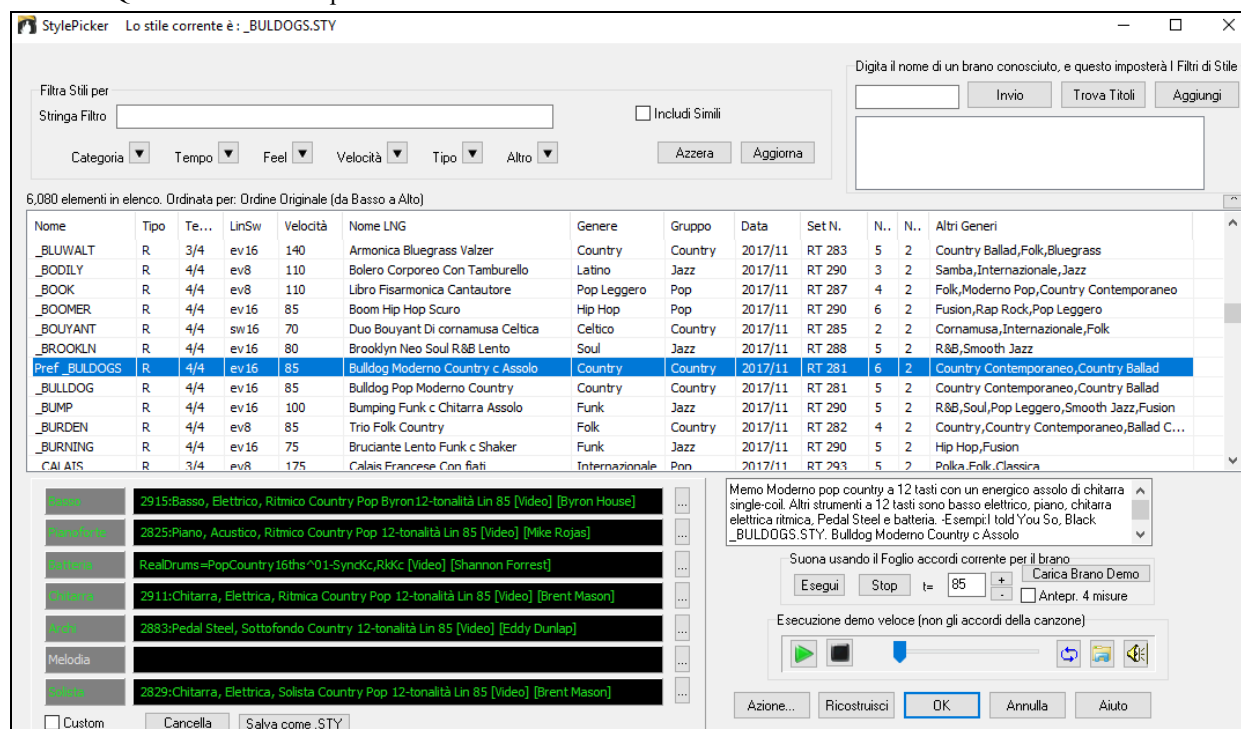 StylePicker Lo stile corrente è : _BULDOGS.STY
Digita il nome di un brano conosciuto, e questo imposterà I Filtri di Stile
Filtra Stili per
Invio Trova Titoli Aggiungi
Stringa Filtro Includi Simili
Categoria Tempo Feel Velocità Tipo Altro Azzera Aggiorna
6,080 elementi in elenco. Ordinata per: Ordine Originale (da Basso a Alto)
Nome Tipo Te... LinSw Velocità Nome LNG Genere Gruppo Data Set N. N.. N.. Altri Generi
_BLUWALT R 3/4 ev16 140 Armonica Bluegrass Valzer Country Country 2017/11 RT 283 5 2 Country Ballad,Folk,Bluegrass
_BODILY R 4/4 ev8 110 Bolero Corporeo Con Tamburello Latino Jazz 2017/11 RT 290 3 2 Samba,Internazionale,Jazz
_BOOK R 4/4 ev8 110 Libro Fisarmonica Cantautore Pop Leggero Pop 2017/11 RT 287 4 2 Folk,Moderno Pop,Country Contemporaneo
_BOOMER R 4/4 ev16 85 Boom Hip Hop Scuro Hip Hop Pop 2017/11 RT 290 6 2 Fusion,Rap Rock,Pop Leggero
_BOUYANT R 4/4 sw16 70 Duo Bouyant Di cornamusa Celtica Celtico Country 2017/11 RT 285 2 2 Cornamusa,Internazionale,Folk
_BROOKLN R 4/4 ev16 80 Brooklyn Neo Soul R&B Lento Soul Jazz 2017/11 RT 288 5 2 R&B,Smooth Jazz
Pref _BULDOGS R 4/4 ev16 85 Bulldog Moderno Country c Assolo Country Country 2017/11 RT 281 6 2 Country Contemporaneo,Country Ballad
_BULLDOG R 4/4 ev16 85 Bulldog Pop Moderno Country Country Country 2017/11 RT 281 5 2 Country Contemporaneo,Country Ballad
_BUMP R 4/4 ev16 100 Bumping Funk c Chitarra Assolo Funk Jazz 2017/11 RT 290 5 2 R&B,Soul,Pop Leggero,Smooth Jazz,Fusion
_BURDEN R 4/4 ev8 85 Trio Folk Country Folk Country 2017/11 RT 282 4 2 Country,Country Contemporaneo,Ballad C...
_BURNING R 4/4 ev16 75 Bruciante Lento Funk c Shaker Funk Jazz 2017/11 RT 290 5 2 Hip Hop,Fusion
_CALAIS R 3/4 ev8 175 Calais Francese Con fiati Internazionale Pop 2017/11 RT 293 5 2 Polka,Folk,Classica
Basso 2915:Basso, Elettrico, Ritmico Country Pop Byron12-tonalità Lin 85 [Video] [Byron House] ...
Pianoforte 2825:Piano, Acustico, Ritmico Country Pop 12-tonalità Lin 85 [Video] [Mike Rojas] ...
Batteria RealDrums=PopCountry16ths^01-SyncKc,RkKc [Video] [Shannon Forrest] ...
Chitarra 2911:Chitarra, Elettrica, Ritmica Country Pop 12-tonalità Lin 85 [Video] [Brent Mason] ...
Archi 2883:Pedal Steel, Sottofondo Country 12-tonalità Lin 85 [Video] [Eddy Dunlap] ...
Melodia ...
Solista 2829:Chitarra, Elettrica, Solista Country Pop 12-tonalità Lin 85 [Video] [Brent Mason] ...
Custom Cancella Salva come .STY
Memo Moderno pop country a 12 tasti con un energico assolo di chitarra
single-coil. Altri strumenti a 12 tasti sono basso elettrico, piano, chitarra
elettrica ritmica, Pedal Steel e batteria. -Esempi:I told You So, Black
_BULDOGS.STY. Bulldog Moderno Country c Assolo
Suona usando il Foglio accordi corrente per il brano
Esegui Stop t= 85 + - Carica Brano Demo
Antepr. 4 misure
Esecuzione demo veloce (non gli accordi della canzone)
Azione... Ricostruisci OK Annulla Aiuto